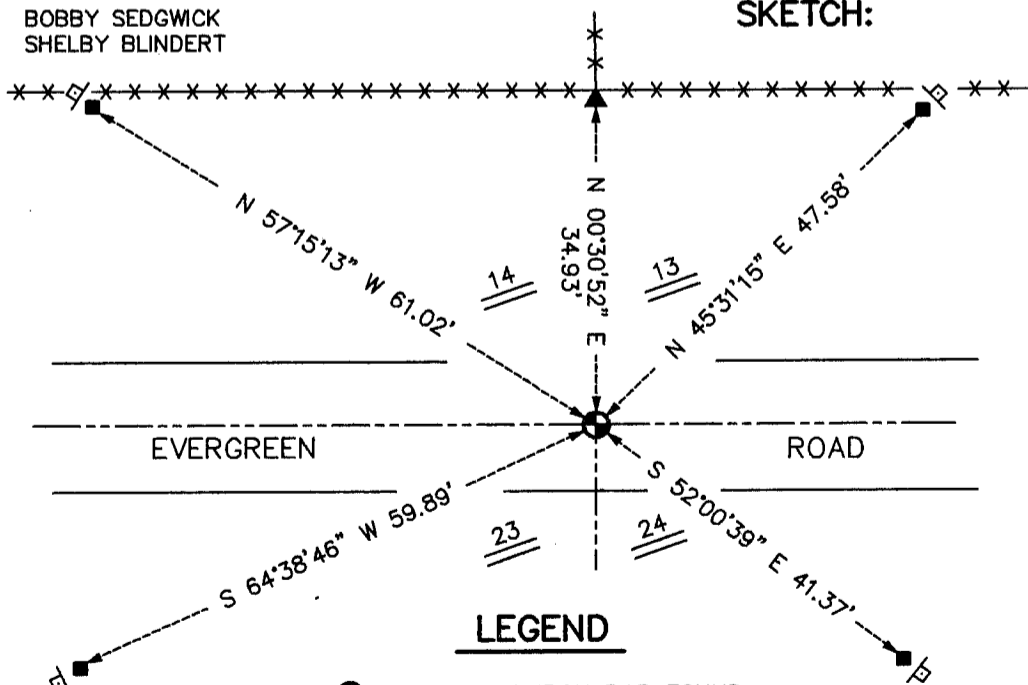 BOBBY SEDGWICK
SHELBY BLINDERT
SKETCH:
N 57°15'13" W 61.02'
N 00°30'52" E
34.93'
N 45°31'15" E 47.58'
14
13
EVERGREEN
ROAD
S 64°38'46" W 59.89'
S 52°00'39" E 41.37'
23
24
LEGEND